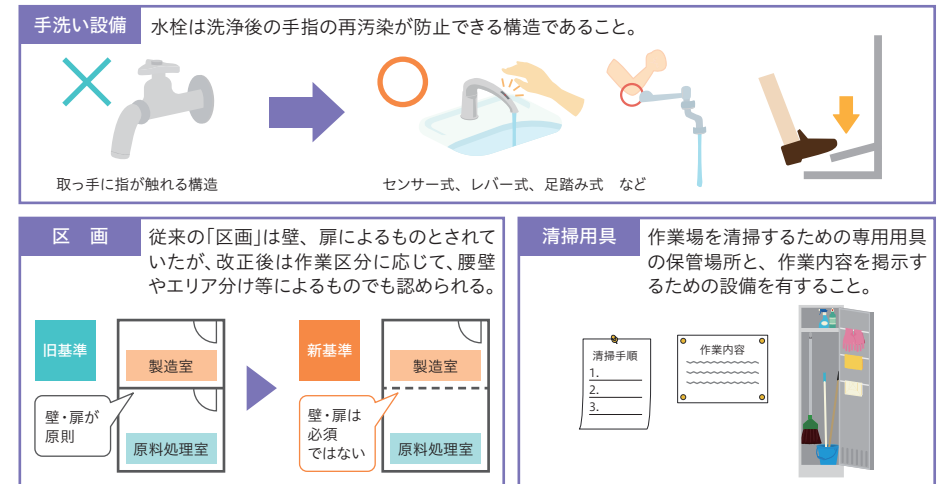 手洗い設備
水栓は洗浄後の手指の再汚染が防止できる構造であること。
取っ手に指が触れる構造
センサー式、レバー式、足踏み式　など
区　画
従来の「区画」は壁、扉によるものとされて
いたが、改正後は作業区分に応じて、腰壁
やエリア分け等によるものでも認められる。
旧基準
製造室
壁・扉が
原則
原料処理室
新基準
製造室
壁・扉は
必須
ではない
原料処理室
清掃用具
作業場を清掃するための専用用具
の保管場所と、作業内容を掲示す
るための設備を有すること。
清掃手順
1.
2.
3.
作業内容